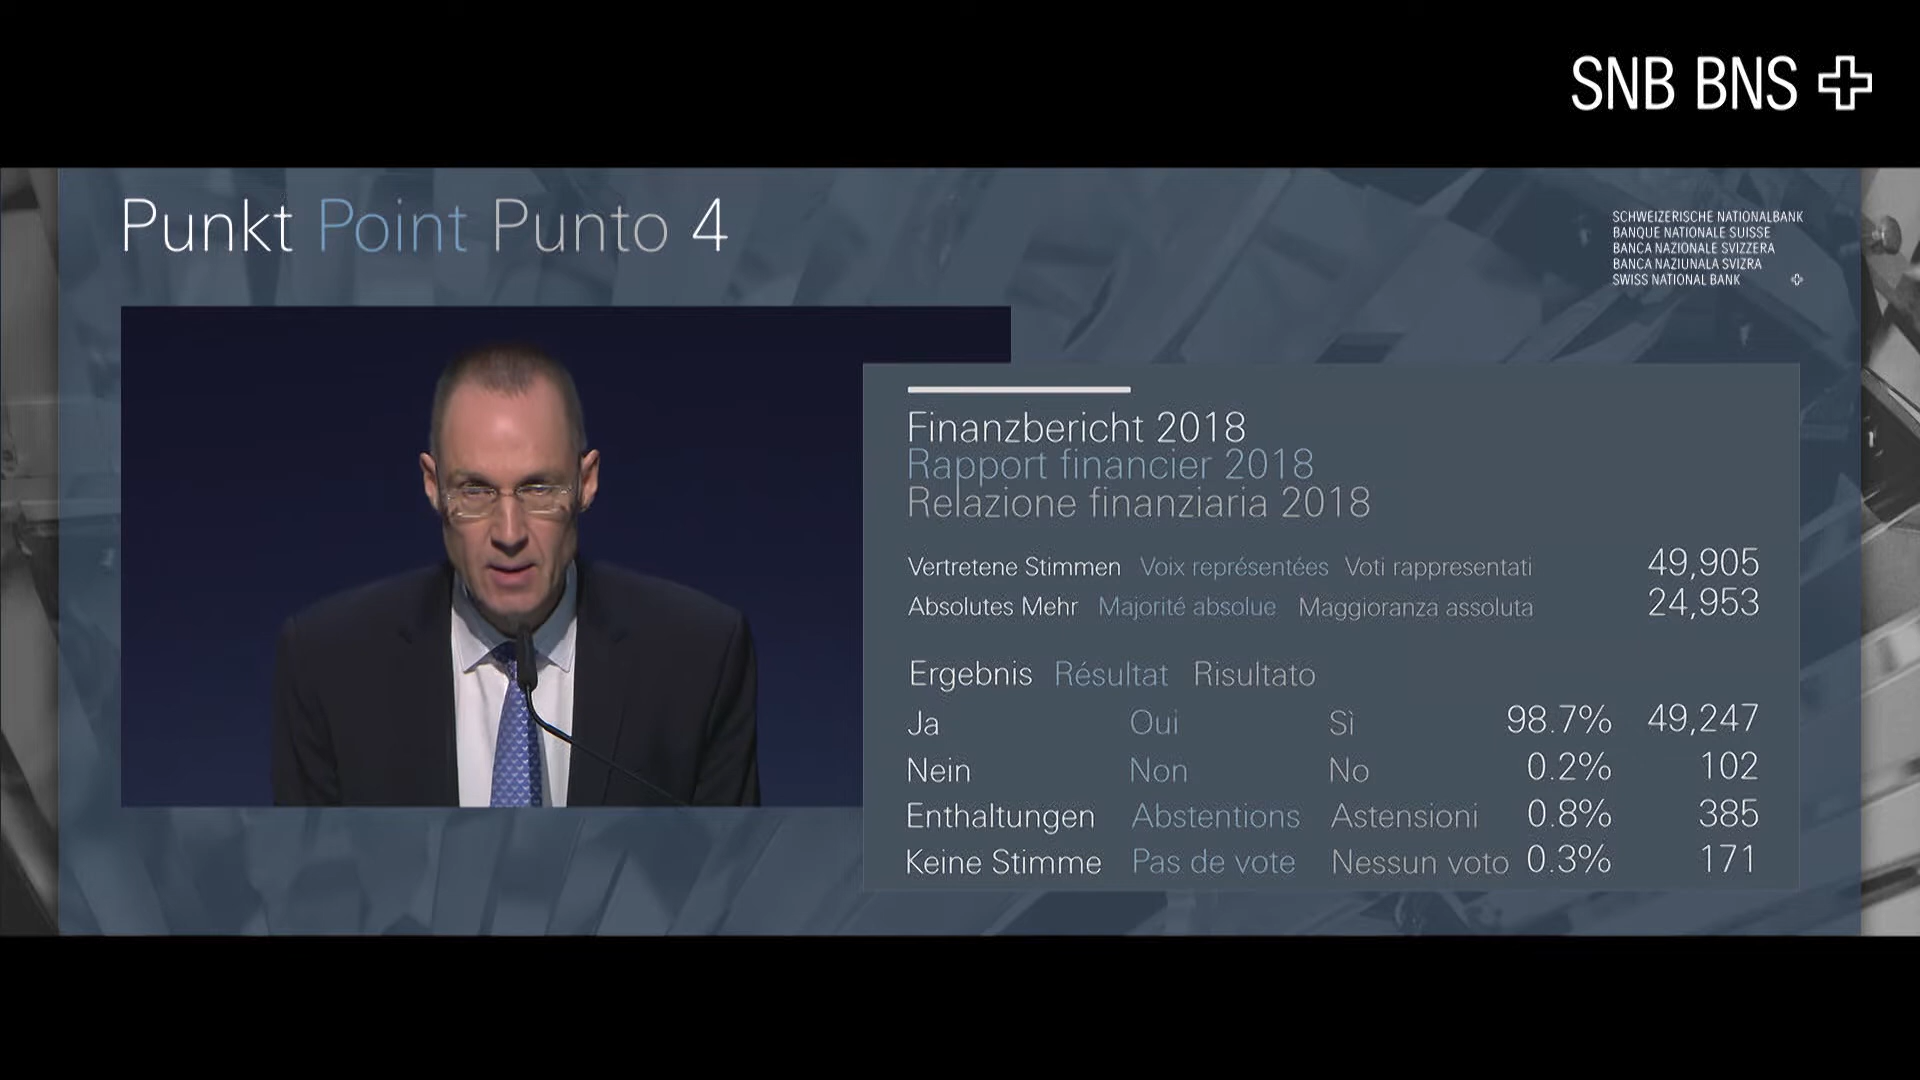 SNB BNS
Punkt Point Punto 4
SCHWEIZERISCHE NATIONALBANK
BANQUE NATIONALE SUISSE
BANCA NAZIONALE SVIZZERA
BANCA NAZIUNALA SVIZRA
SWISS NATIONAL BANK
Finanzbericht 2018
Rapport financier 2018
Relazione finanziaria 2018
Vertretene Stimmen Voix représentées Voti rappresentati 49,905
Absolutes Mehr Majorité absolue Maggioranza assoluta 24,953
Ergebnis Résultat Risultato
Ja Oui Sì 98.7% 49,247
Nein Non No 0.2% 102
Enthaltungen Abstentions Astensioni 0.8% 385
Keine Stimme Pas de vote Nessun voto 0.3% 171